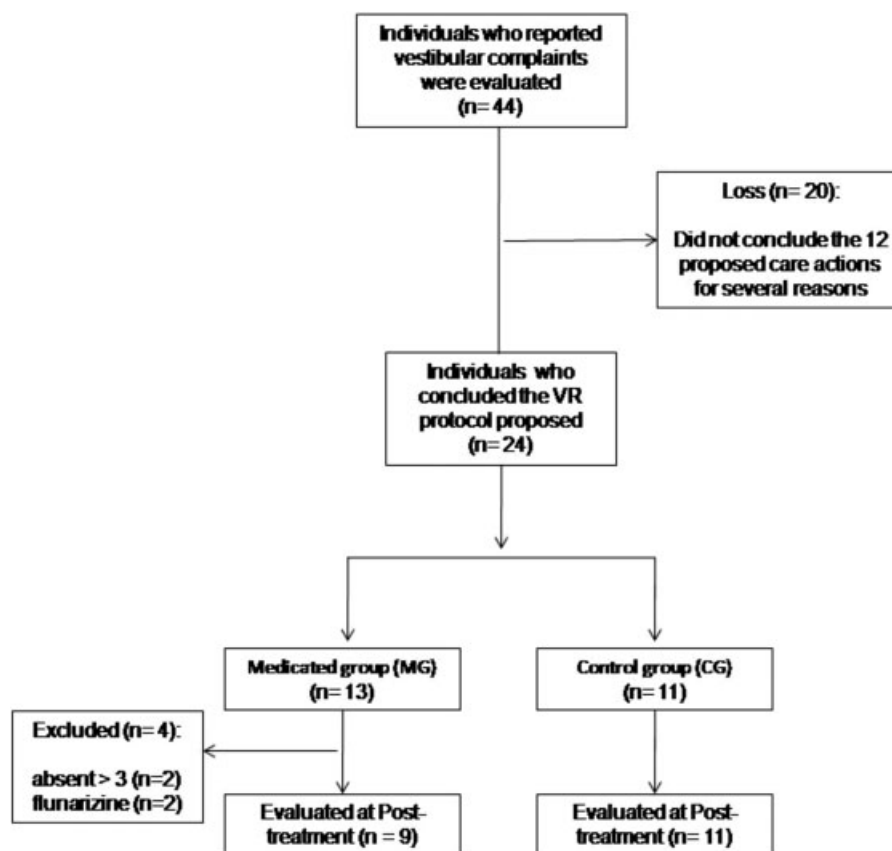 Individuals who reported
vestibular complaints
were evaluated
(n= 44)
Loss (n= 20):
Did not conclude the 12
proposed care actions
for several reasons
Individuals who
concluded the VR
protocol proposed
(n= 24)
Medicated group (MG)
(n= 13)
Control group (CG)
(n= 11)
Excluded (n= 4):
absent > 3 (n=2)
flunarizine (n=2)
Evaluated at Post-
treatment (n = 9)
Evaluated at Post-
treatment (n= 11)